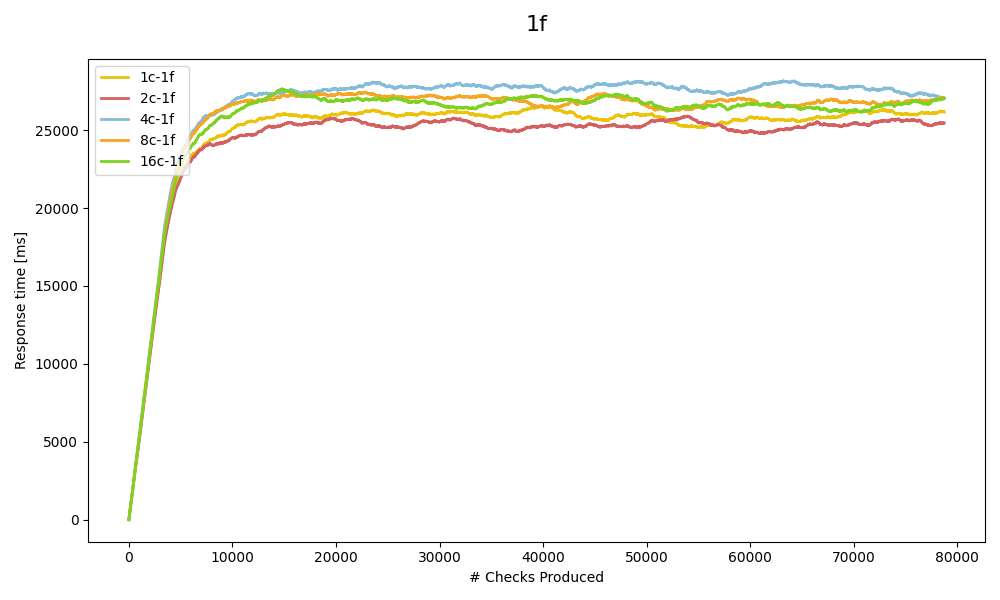 1f
1c-1f
2c-1f
4c-1f
8c-1f
16c-1f
Response time [ms]
25000
20000
15000
10000
5000
0
0 10000 20000 30000 40000 50000 60000 70000 80000
# Checks Produced